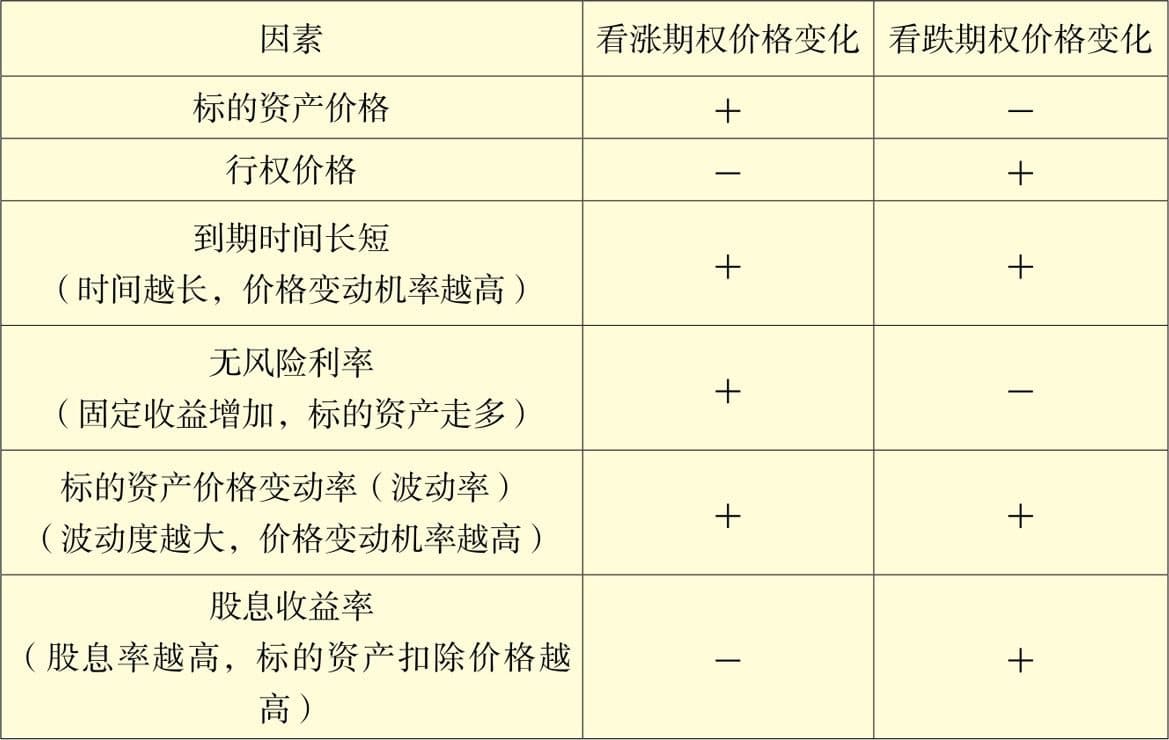 因素 看涨期权价格变化 看跌期权价格变化
标的资产价格 + −
行权价格 − +
到期时间长短
（时间越长，价格变动机率越高） + +
无风险利率
（固定收益增加，标的资产走多） + −
标的资产价格变动率（波动率）
（波动度越大，价格变动机率越高） + +
股息收益率
（股息率越高，标的资产扣除价格越 − +
高）